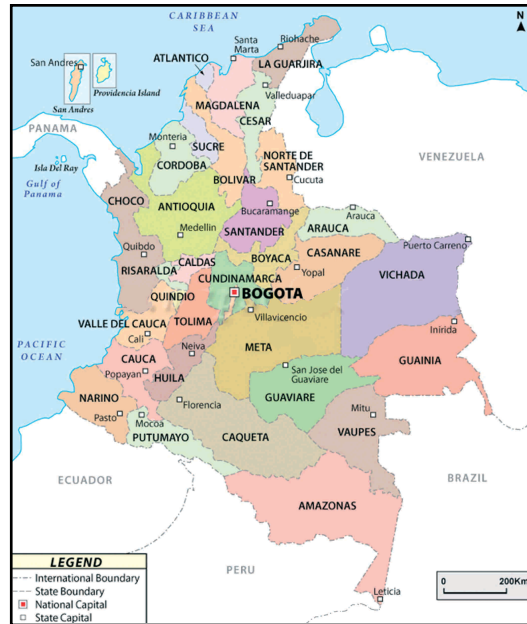 CARIBBEAN
SEA
N
Riohache
Santa
Marta
San Andres
ATLANTICO
LA GUARJIRA
Providencia Island
Valleduapar
San Andres
MAGDALENA
CESAR
PANAMA
Monteria
SUCRE
NORTE DE
SANTANDER
VENEZUELA
Isla Del Ray
CORDOBA
Gulf of
Panama
BOLIVAR
Cucuta
CHOCO
ANTIOQUIA
Bucaramange
Arauca
Medellin
SANTANDER
ARAUCA
Puerto Carreno
Quibdo
BOYACA
CASANARE
CALDAS
RISARALDA
CUNDINAMARCA
Yopal
VICHADA
QUINDIO
BOGOTA
VALLE DEL CAUCA
TOLIMA
Villavicencio
Inirida
Cali
PACIFIC
OCEAN
META
Neiva
CAUCA
GUAINIA
Popayan
HUILA
San Jose del
Guaviare
NARINO
Florencia
GUAVIARE
Mitu
Pasto
Mocoa
VAUPES
PUTUMAYO
CAQUETA
ECUADOR
BRAZIL
AMAZONAS
PERU
LEGEND
International Boundary
State Boundary
National Capital
State Capital
0 200Km
Leticia